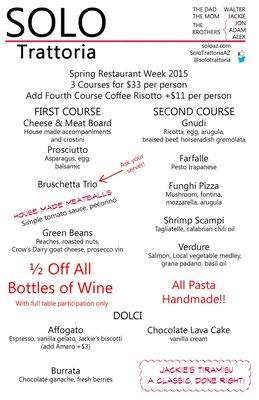 SOLO
Trattoria
THE DAD WALTER
THE MOM JACKIE
THE BROTHERS JON
ADAM
ALEX
soloaz.com
SoloTrattoriaAZ
@solotrattoria
Spring Restaurant Week 2015
3 Courses for $33 per person
Add Fourth Course Coffee Risotto +$11 per person
FIRST COURSE
Cheese & Meat Board
House made accompaniments
and crostini
Prosciutto
Asparagus, egg,
balsamic
Ask your
server!
Bruschetta Trio
HOUSE MADE MEATBALLS
Simple tomato sauce, pecorino
Green Beans
Peaches, roasted nuts,
Crow's Dairy goat cheese, prosecco vin
½ Off All
Bottles of Wine
With full table participation only
SECOND COURSE
Gnudi
Ricotta, egg, arugula,
braised beef, horseradish gremolata
Farfalle
Pesto trapanese
Funghi Pizza
Mushroom, fontina,
mozzarella, arugula
Shrimp Scampi
Tagliatelle, calabrian chili oil
Verdure
Salmon, Local vegetable medley,
grana padano, basil oil
All Pasta
Handmade!!
DOLCI
Affogato
Espresso, vanilla gelato, Jackie's biscotti
(add Amaro +$3)
Burrata
Chocolate ganache, fresh berries
Chocolate Lava Cake
vanilla cream
JACKIE'S TIRAMISU
A CLASSIC, DONE RIGHT!